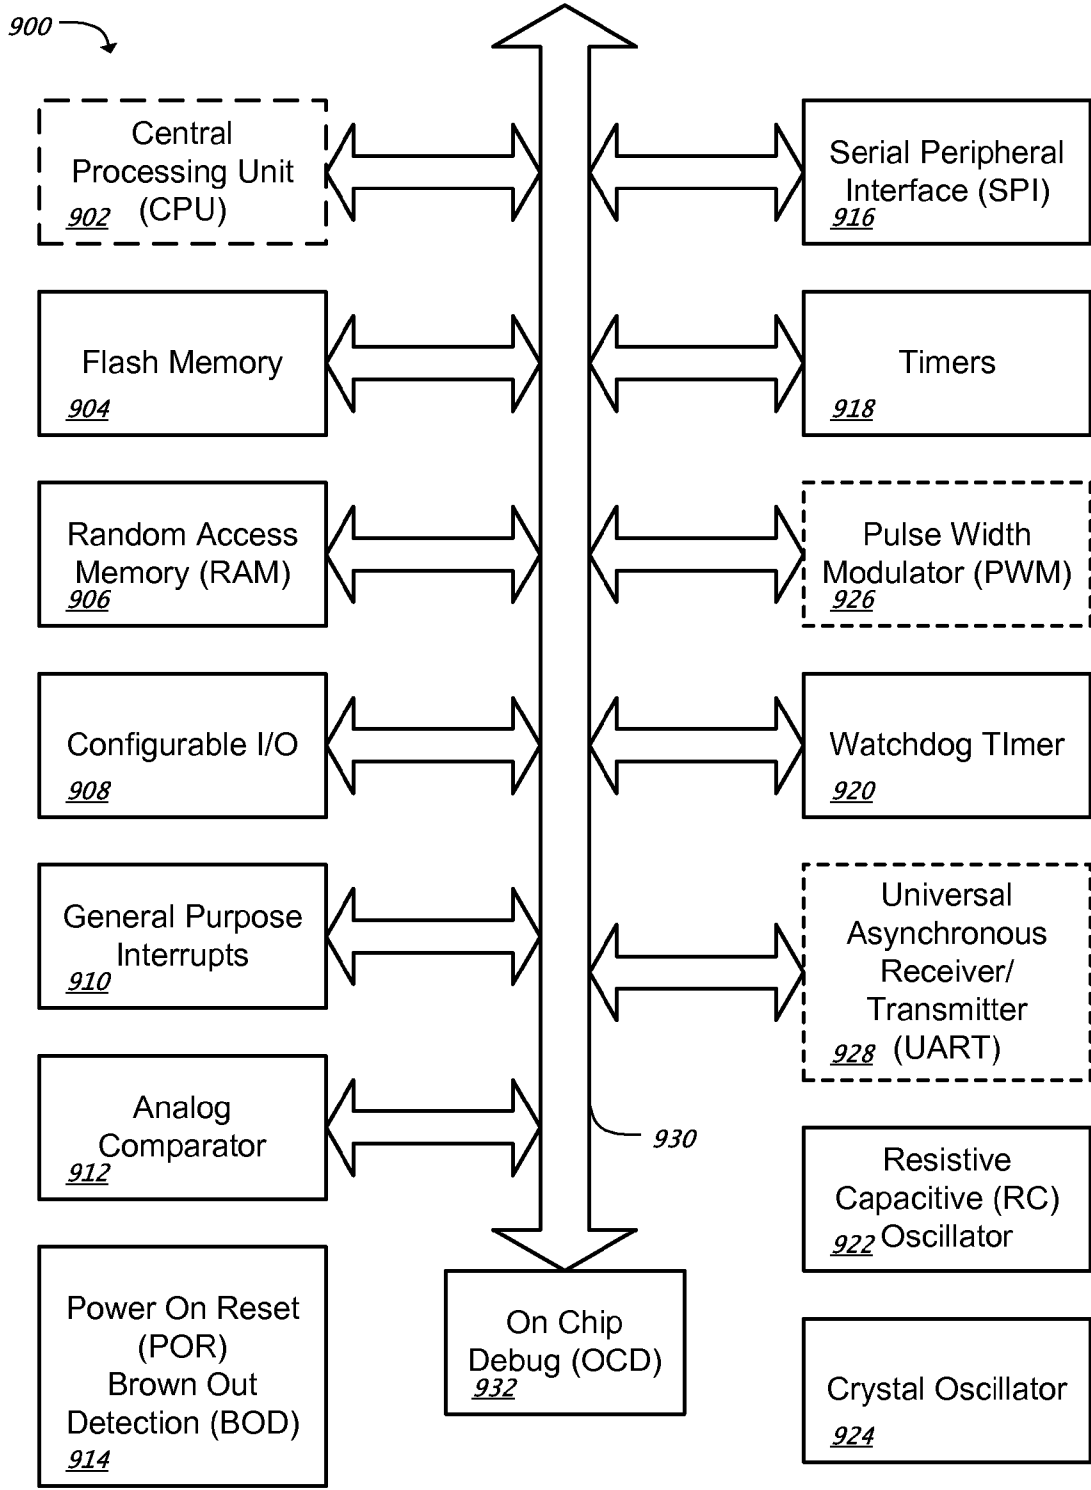 900
Central
Processing Unit
(CPU)
902
Flash Memory
904
Random Access
Memory (RAM)
906
Configurable I/O
908
General Purpose
Interrupts
910
Analog
Comparator
912
Power On Reset
(POR)
Brown Out
Detection (BOD)
914
930
On Chip
Debug (OCD)
932
Serial Peripheral
Interface (SPI)
916
Timers
918
Pulse Width
Modulator (PWM)
926
Watchdog TImer
920
Universal
Asynchronous
Receiver/
Transmitter
928 (UART)
Resistive
Capacitive (RC)
922 Oscillator
Crystal Oscillator
924